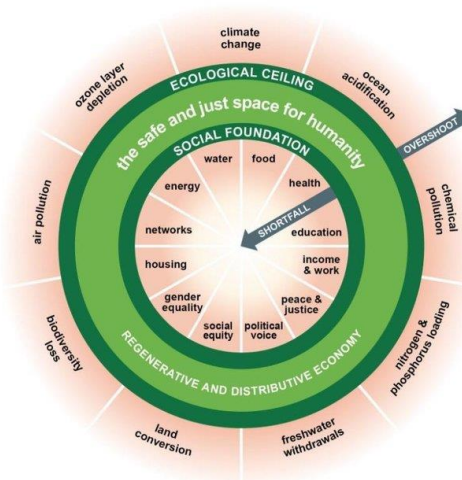 climate
change
ocean
acidification
chemical
pollution
nitrogen &
phosphorus loading
freshwater
withdrawals
land
conversion
biodiversity
loss
air pollution
ozone layer
depletion
OVERSHOOT
ECOLOGICAL CEILING
the safe and just space for humanity
SOCIAL FOUNDATION
water
food
health
SHORTFALL
education
income
& work
peace &
justice
political
voice
social
equity
gender
equality
housing
networks
energy
REGENERATIVE AND DISTRIBUTIVE ECONOMY